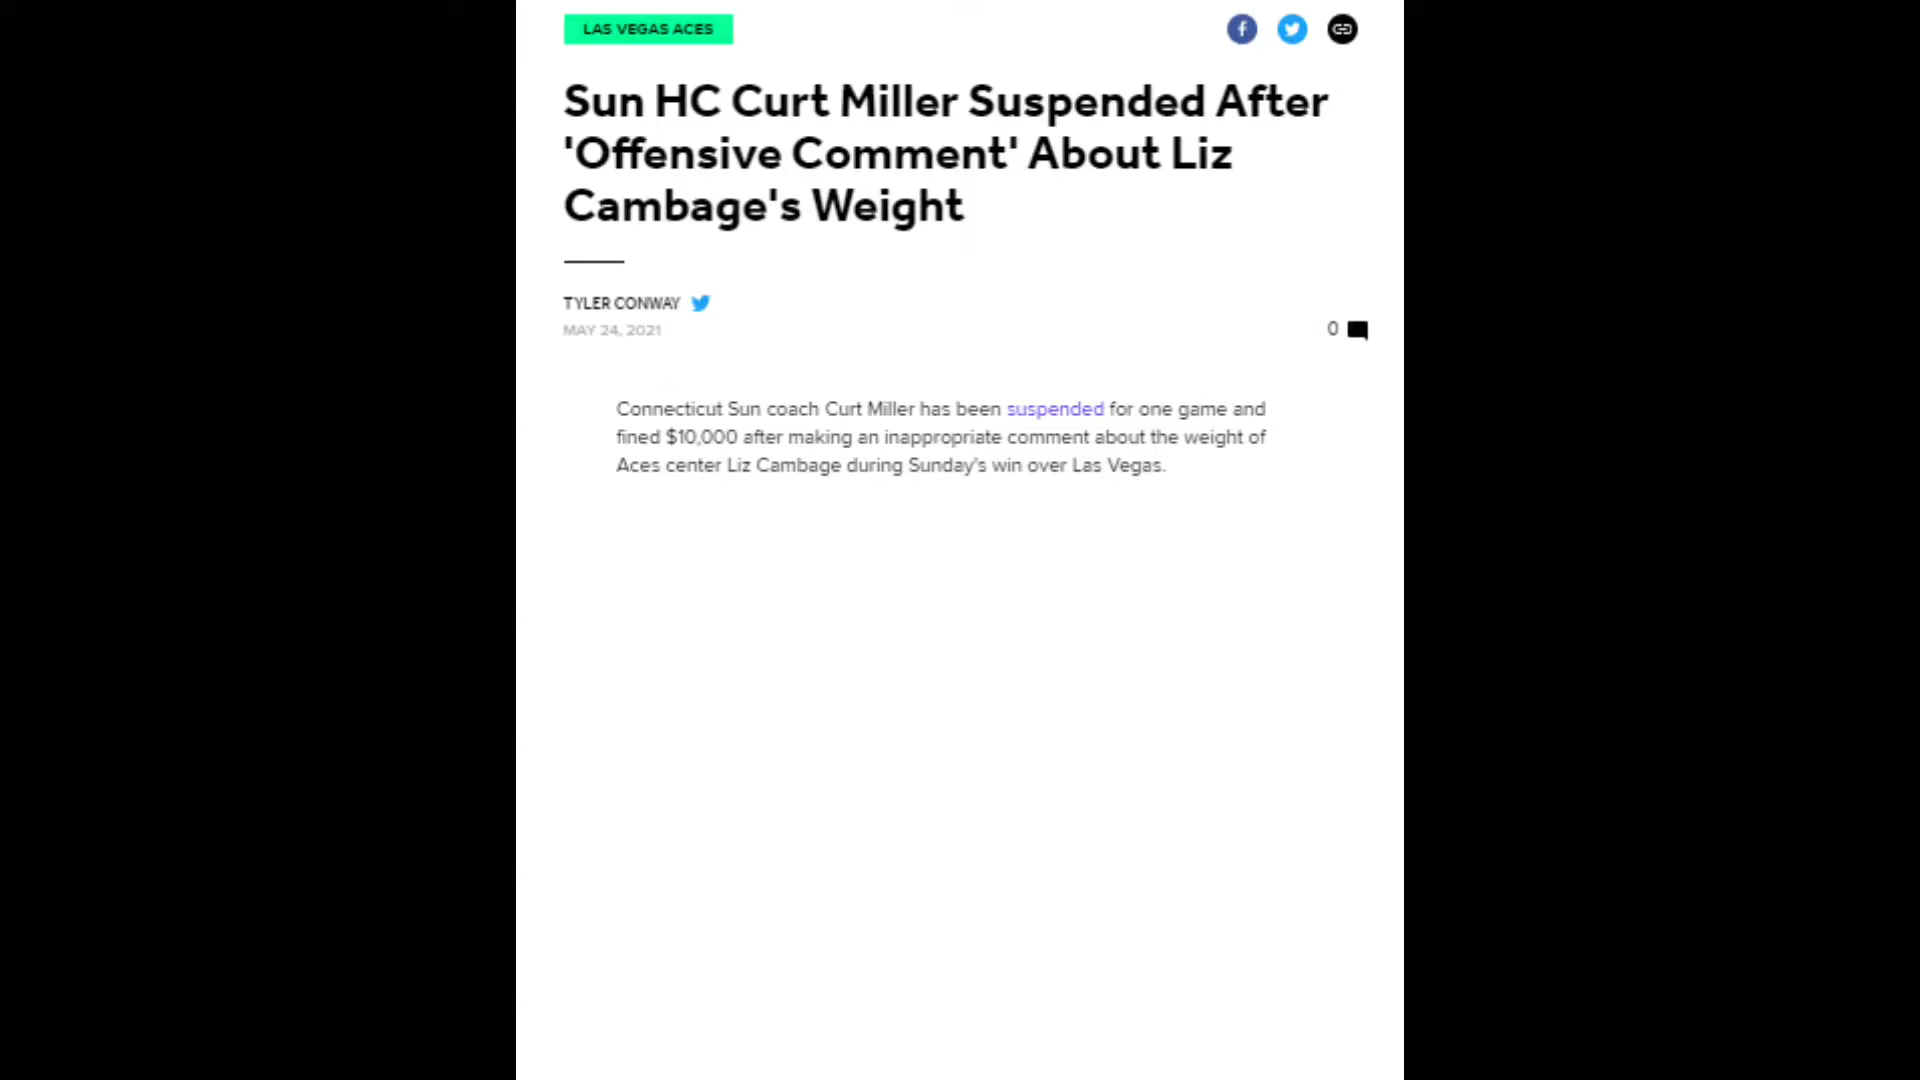 LAS VEGAS ACES
Sun HC Curt Miller Suspended After
'Offensive Comment' About Liz
Cambage's Weight
TYLER CONWAY
MAY 24, 2021
0
Connecticut Sun coach Curt Miller has been suspended for one game and
fined $10,000 after making an inappropriate comment about the weight of
Aces center Liz Cambage during Sunday's win over Las Vegas.